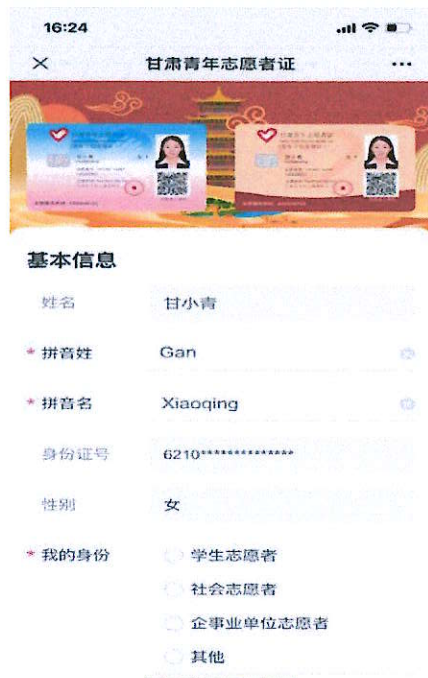 16:24
甘肃青年志愿者证
基本信息
姓名 甘小青
* 拼音姓 Gan
* 拼音名 Xiaoqing
身份证号 6210**************
性别 女
* 我的身份 学生志愿者
社会志愿者
企事业单位志愿者
其他